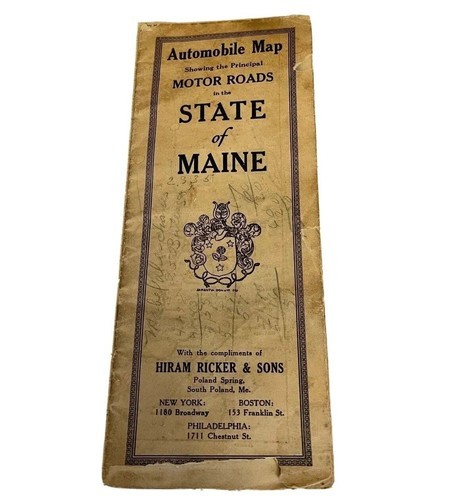 Automobile Map
Showing the Principal
MOTOR ROADS
in the
STATE
of
MAINE
With the compliments of
HIRAM RICKER & SONS
Poland Spring,
South Poland, Me.
NEW YORK: BOSTON:
1180 Broadway 153 Franklin St.
PHILADELPHIA:
1711 Chestnut St.